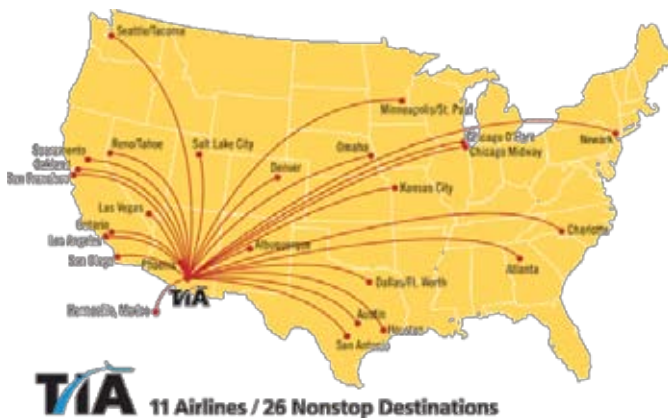 Seattle/Tacoma
Minneapolis/St. Paul
Chicago O'Hare
Newark
Chicago Midway
Sacramento
Reno/Tahoe
Salt Lake City
Omaha
Oakland
San Francisco
Denver
Kansas City
Las Vegas
Ontario
Los Angeles
Albuquerque
Charlotte
San Diego
Phoenix
Atlanta
Dallas/Ft. Worth
TIA
Hermosillo, Mexico
Austin
Houston
San Antonio
TIA 11 Airlines / 26 Nonstop Destinations